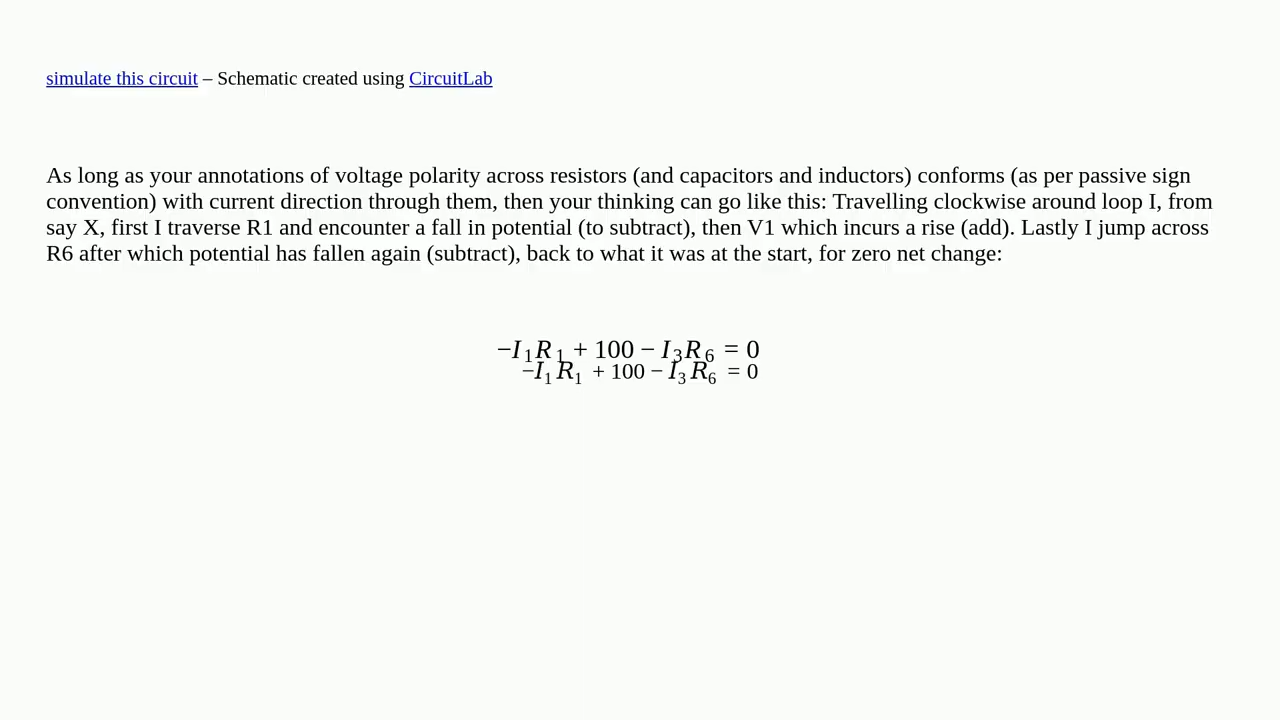 simulate this circuit – Schematic created using CircuitLab
As long as your annotations of voltage polarity across resistors (and capacitors and inductors) conforms (as per passive sign
convention) with current direction through them, then your thinking can go like this: Travelling clockwise around loop I, from
say X, first I traverse R1 and encounter a fall in potential (to subtract), then V1 which incurs a rise (add). Lastly I jump across
R6 after which potential has fallen again (subtract), back to what it was at the start, for zero net change:
−I₁R₁ + 100 − I₃R₆ = 0
−I₁R₁ + 100 − I₃R₆ = 0